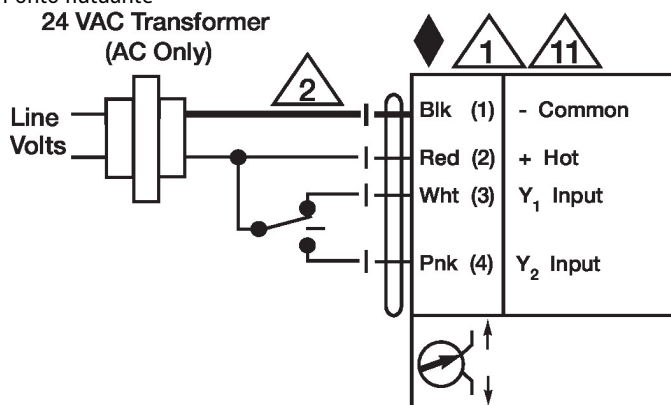 Ponto flutuante
24 VAC Transformer
(AC Only)
Line
Volts
2
1
11
Blk (1) - Common
Red (2) + Hot
Wht (3) Y1 Input
Pnk (4) Y2 Input